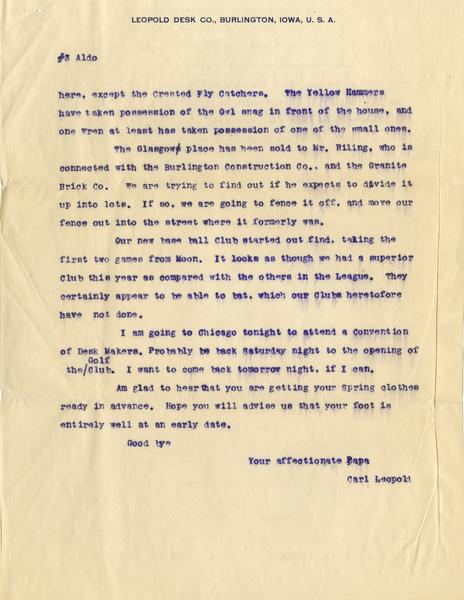 LEOPOLD DESK CO., BURLINGTON, IOWA, U. S. A.
#3 Aldo
here, except the Crested Fly Catchers. The Yellow Hammers
have taken possession of the Owl snag in front of the house, and
one wren at least has taken possession of one of the small ones.
The Glasgow place has been sold to Mr. Riling, who is
connected with the Burlington Construction Co., and the Granite
Brick Co. We are trying to find out if he expects to divide it
up into lots. If so, we are going to fence it off, and move our
fence out into the street where it formerly was.
Our new base ball Club started out find, taking the
first two games from Moon. It looks as though we had a superior
Club this year as compared with the others in the League. They
certainly appear to be able to bat, which our Clubs heretofore
have not done.
I am going to Chicago tonight to attend a Convention
of Desk Makers, Probably be back Saturday night to the opening of
Golf
the/Club. I want to come back tomorrow night, if I can.
Am glad to hear that you are getting your Spring clothes
ready in advance. Hope you will advise us that your foot is
entirely well at an early date.
Good bye
Your affectionate Papa
Carl Leopold